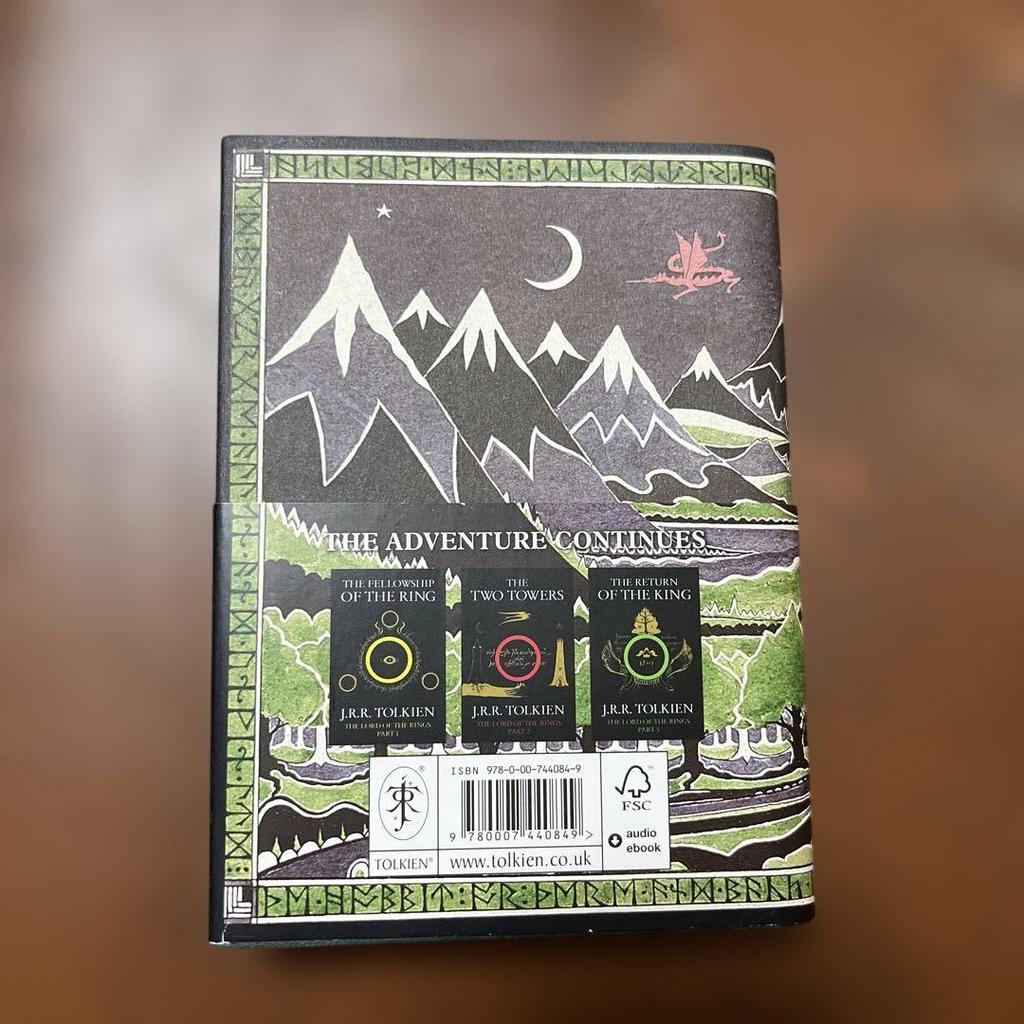 THE ADVENTURE CONTINUES
THE FELLOWSHIP
OF THE RING
J.R.R. TOLKIEN
THE LORD OF THE RINGS
PART 1
THE
TWO TOWERS
J.R.R. TOLKIEN
THE LORD OF THE RINGS
PART 2
THE RETURN
OF THE KING
J.R.R. TOLKIEN
THE LORD OF THE RINGS
PART 3
®
TOLKIEN®
ISBN 978-0-00-744084-9
9 780007 440849 >
www.tolkien.co.uk
™
FSC
audio
ebook